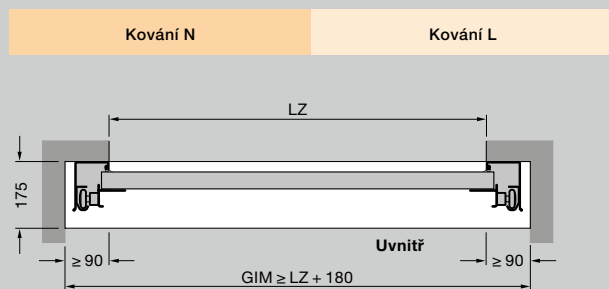 Kování N
Kování L
LZ
175
Uvnitř
≥ 90
≥ 90
GIM ≥ LZ + 180